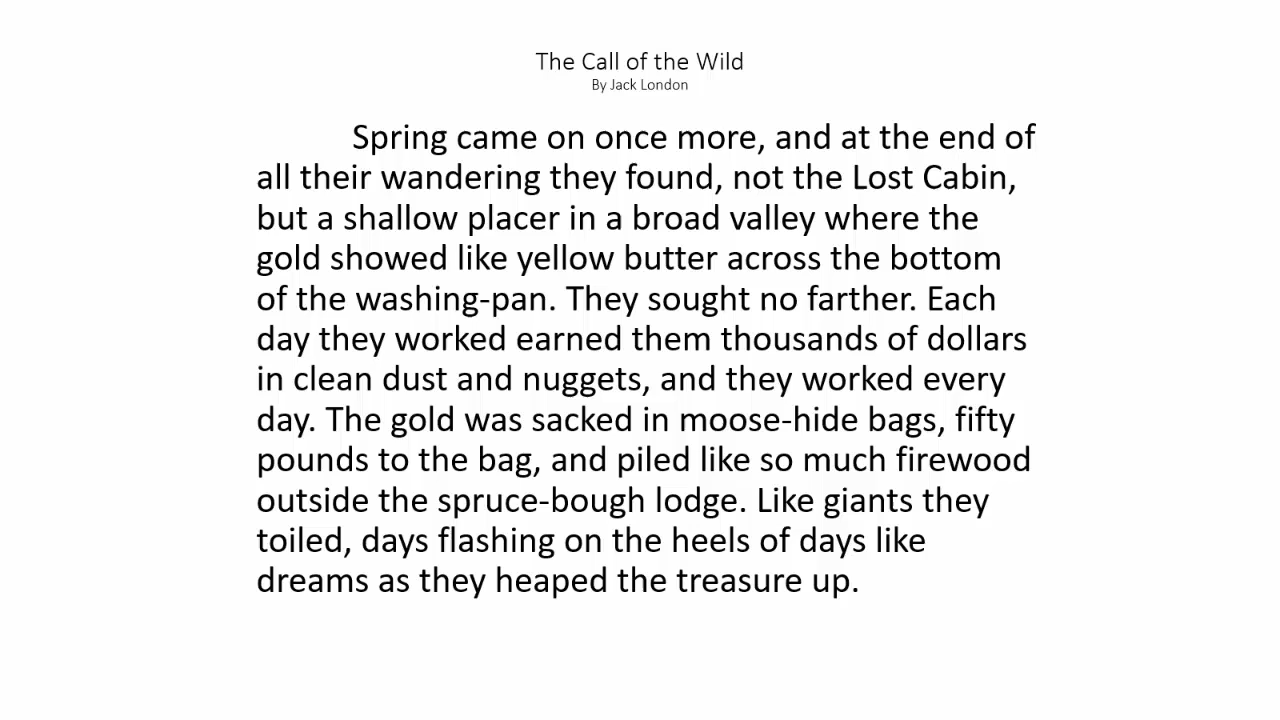 The Call of the Wild
By Jack London
Spring came on once more, and at the end of
all their wandering they found, not the Lost Cabin,
but a shallow placer in a broad valley where the
gold showed like yellow butter across the bottom
of the washing-pan. They sought no farther. Each
day they worked earned them thousands of dollars
in clean dust and nuggets, and they worked every
day. The gold was sacked in moose-hide bags, fifty
pounds to the bag, and piled like so much firewood
outside the spruce-bough lodge. Like giants they
toiled, days flashing on the heels of days like
dreams as they heaped the treasure up.